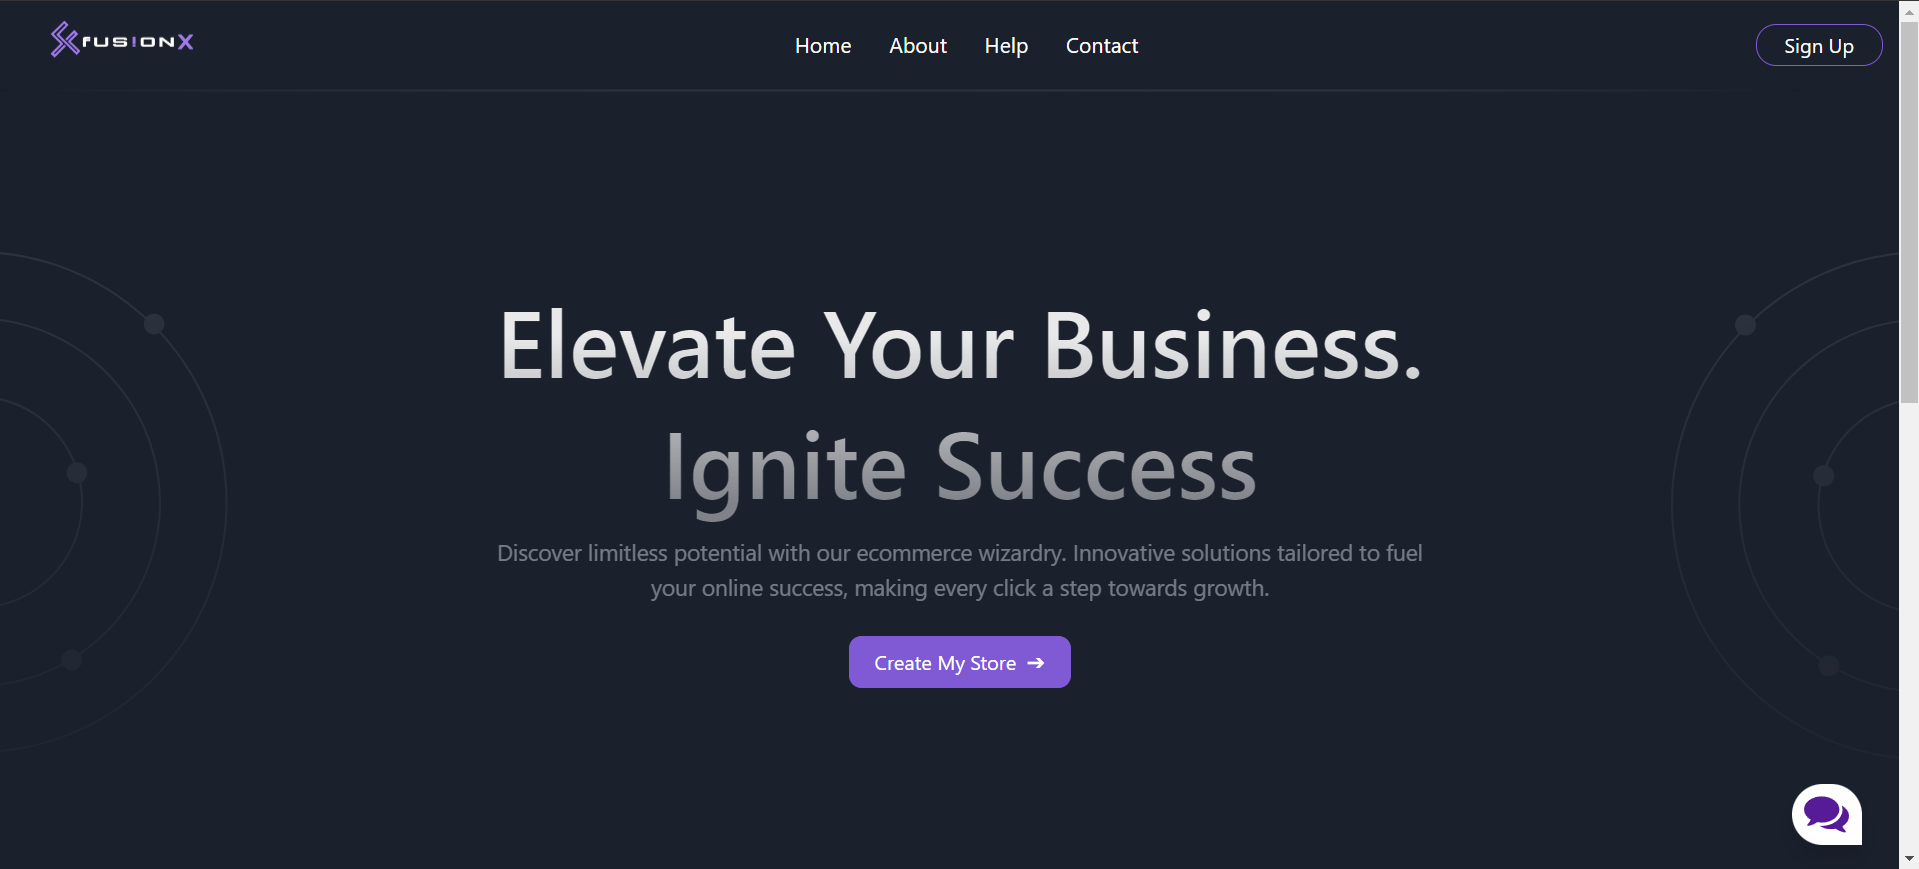 fusionX
Home About Help Contact
Sign Up
Elevate Your Business.
Ignite Success
Discover limitless potential with our ecommerce wizardry. Innovative solutions tailored to fuel
your online success, making every click a step towards growth.
Create My Store ➔